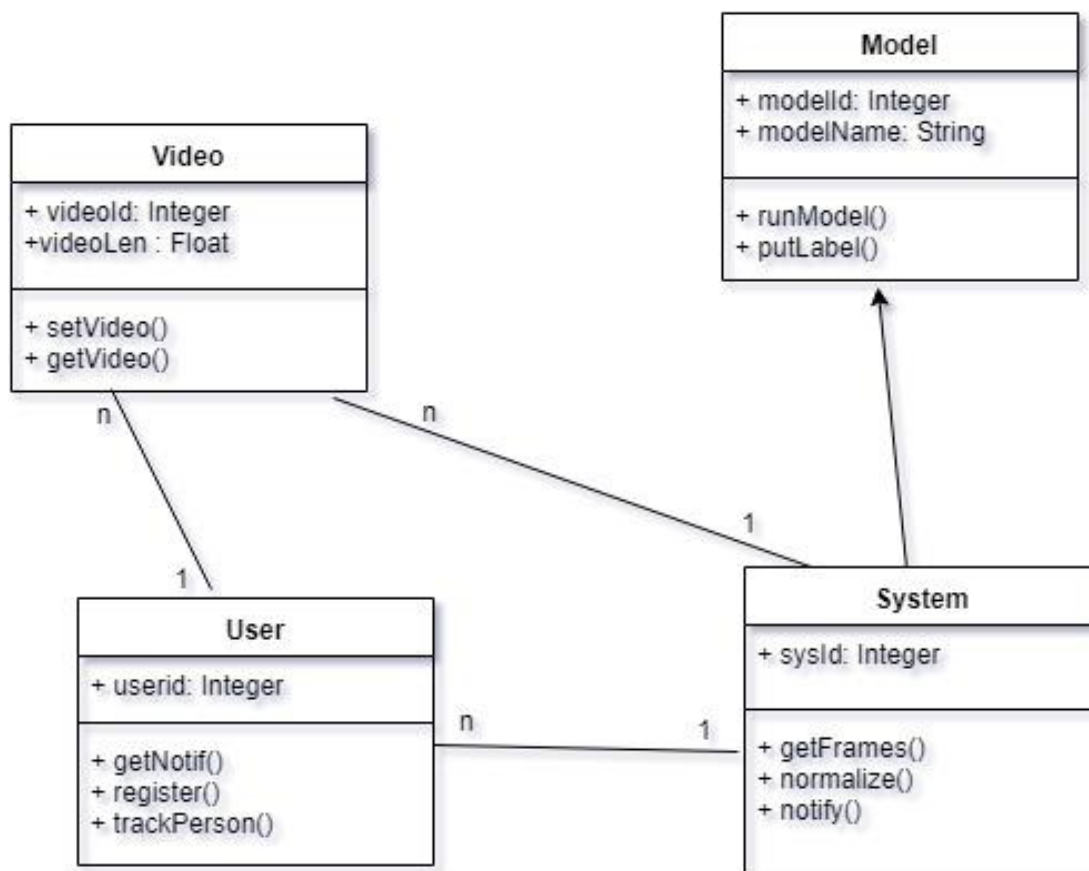 Model
+ modelId: Integer
+ modelName: String
+ runModel()
+ putLabel()
Video
+ videoId: Integer
+videoLen : Float
+ setVideo()
+ getVideo()
n
n
1
1
User
+ userid: Integer
+ getNotif()
+ register()
+ trackPerson()
n
1
System
+ sysId: Integer
+ getFrames()
+ normalize()
+ notify()